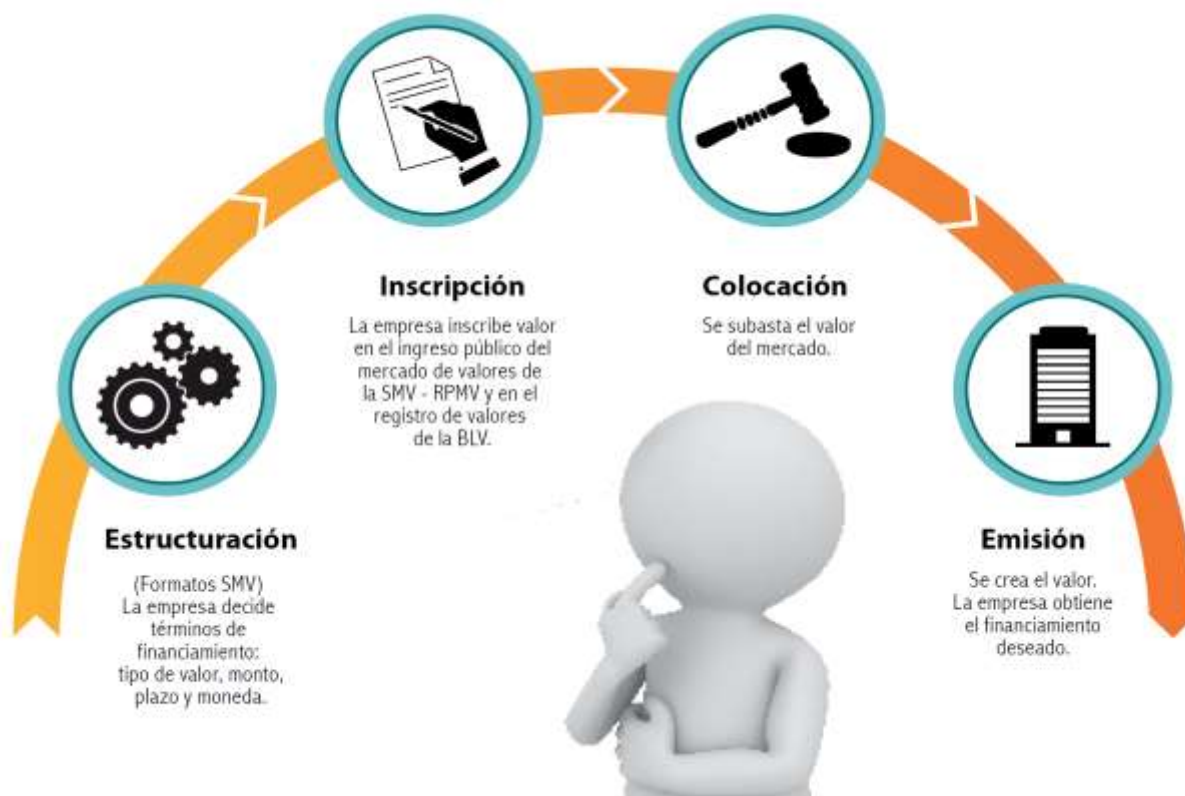 Inscripción
La empresa inscribe valor
en el ingreso público del
mercado de valores de
la SMV - RPMV y en el
registro de valores
de la BLV.
Colocación
Se subasta el valor
del mercado.
Estructuración
(Formatos SMV)
La empresa decide
términos de
financiamiento:
tipo de valor, monto,
plazo y moneda.
Emisión
Se crea el valor.
La empresa obtiene
el financiamiento
deseado.